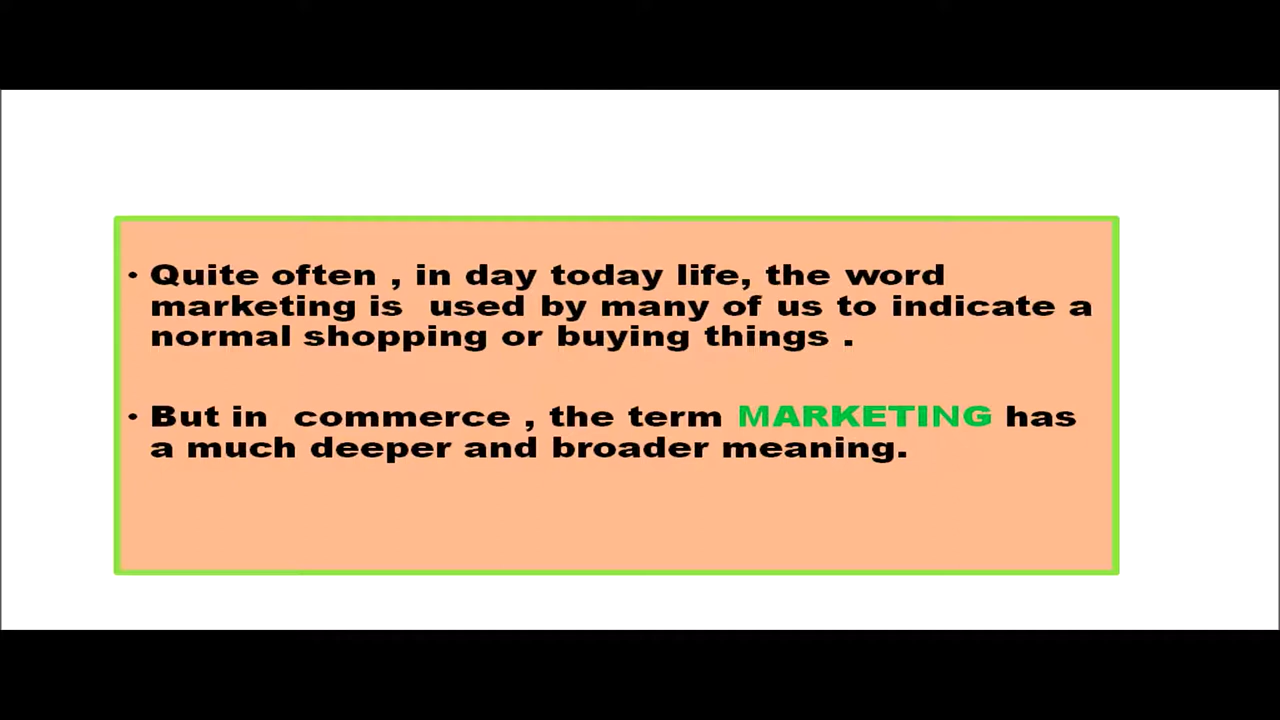 • Quite often , in day today life, the word
marketing is  used by many of us to indicate a
normal shopping or buying things .
• But in  commerce , the term MARKETING has
a much deeper and broader meaning.